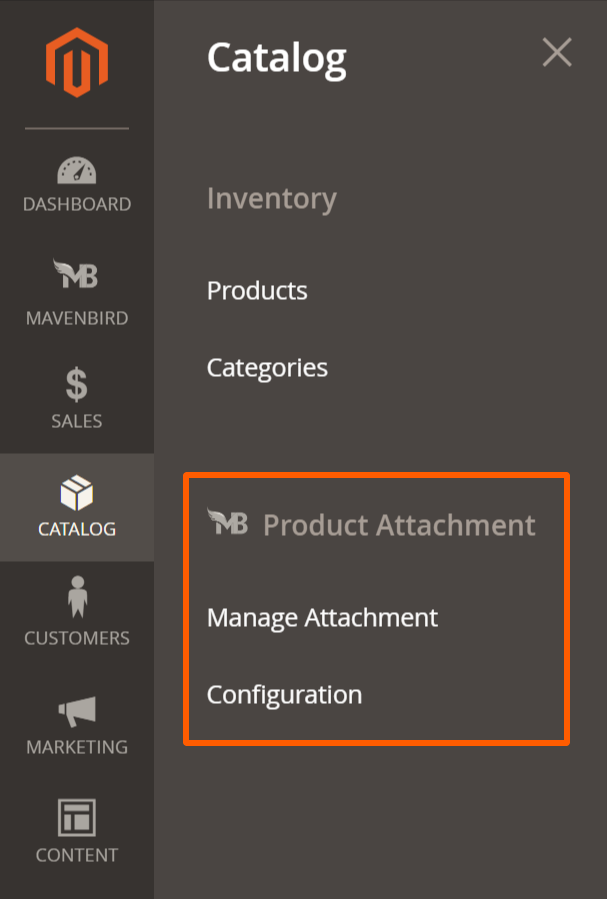 DASHBOARD
MB
MAVENBIRD
$
SALES
CATALOG
CUSTOMERS
MARKETING
CONTENT
Catalog
Inventory
Products
Categories
MB Product Attachment
Manage Attachment
Configuration